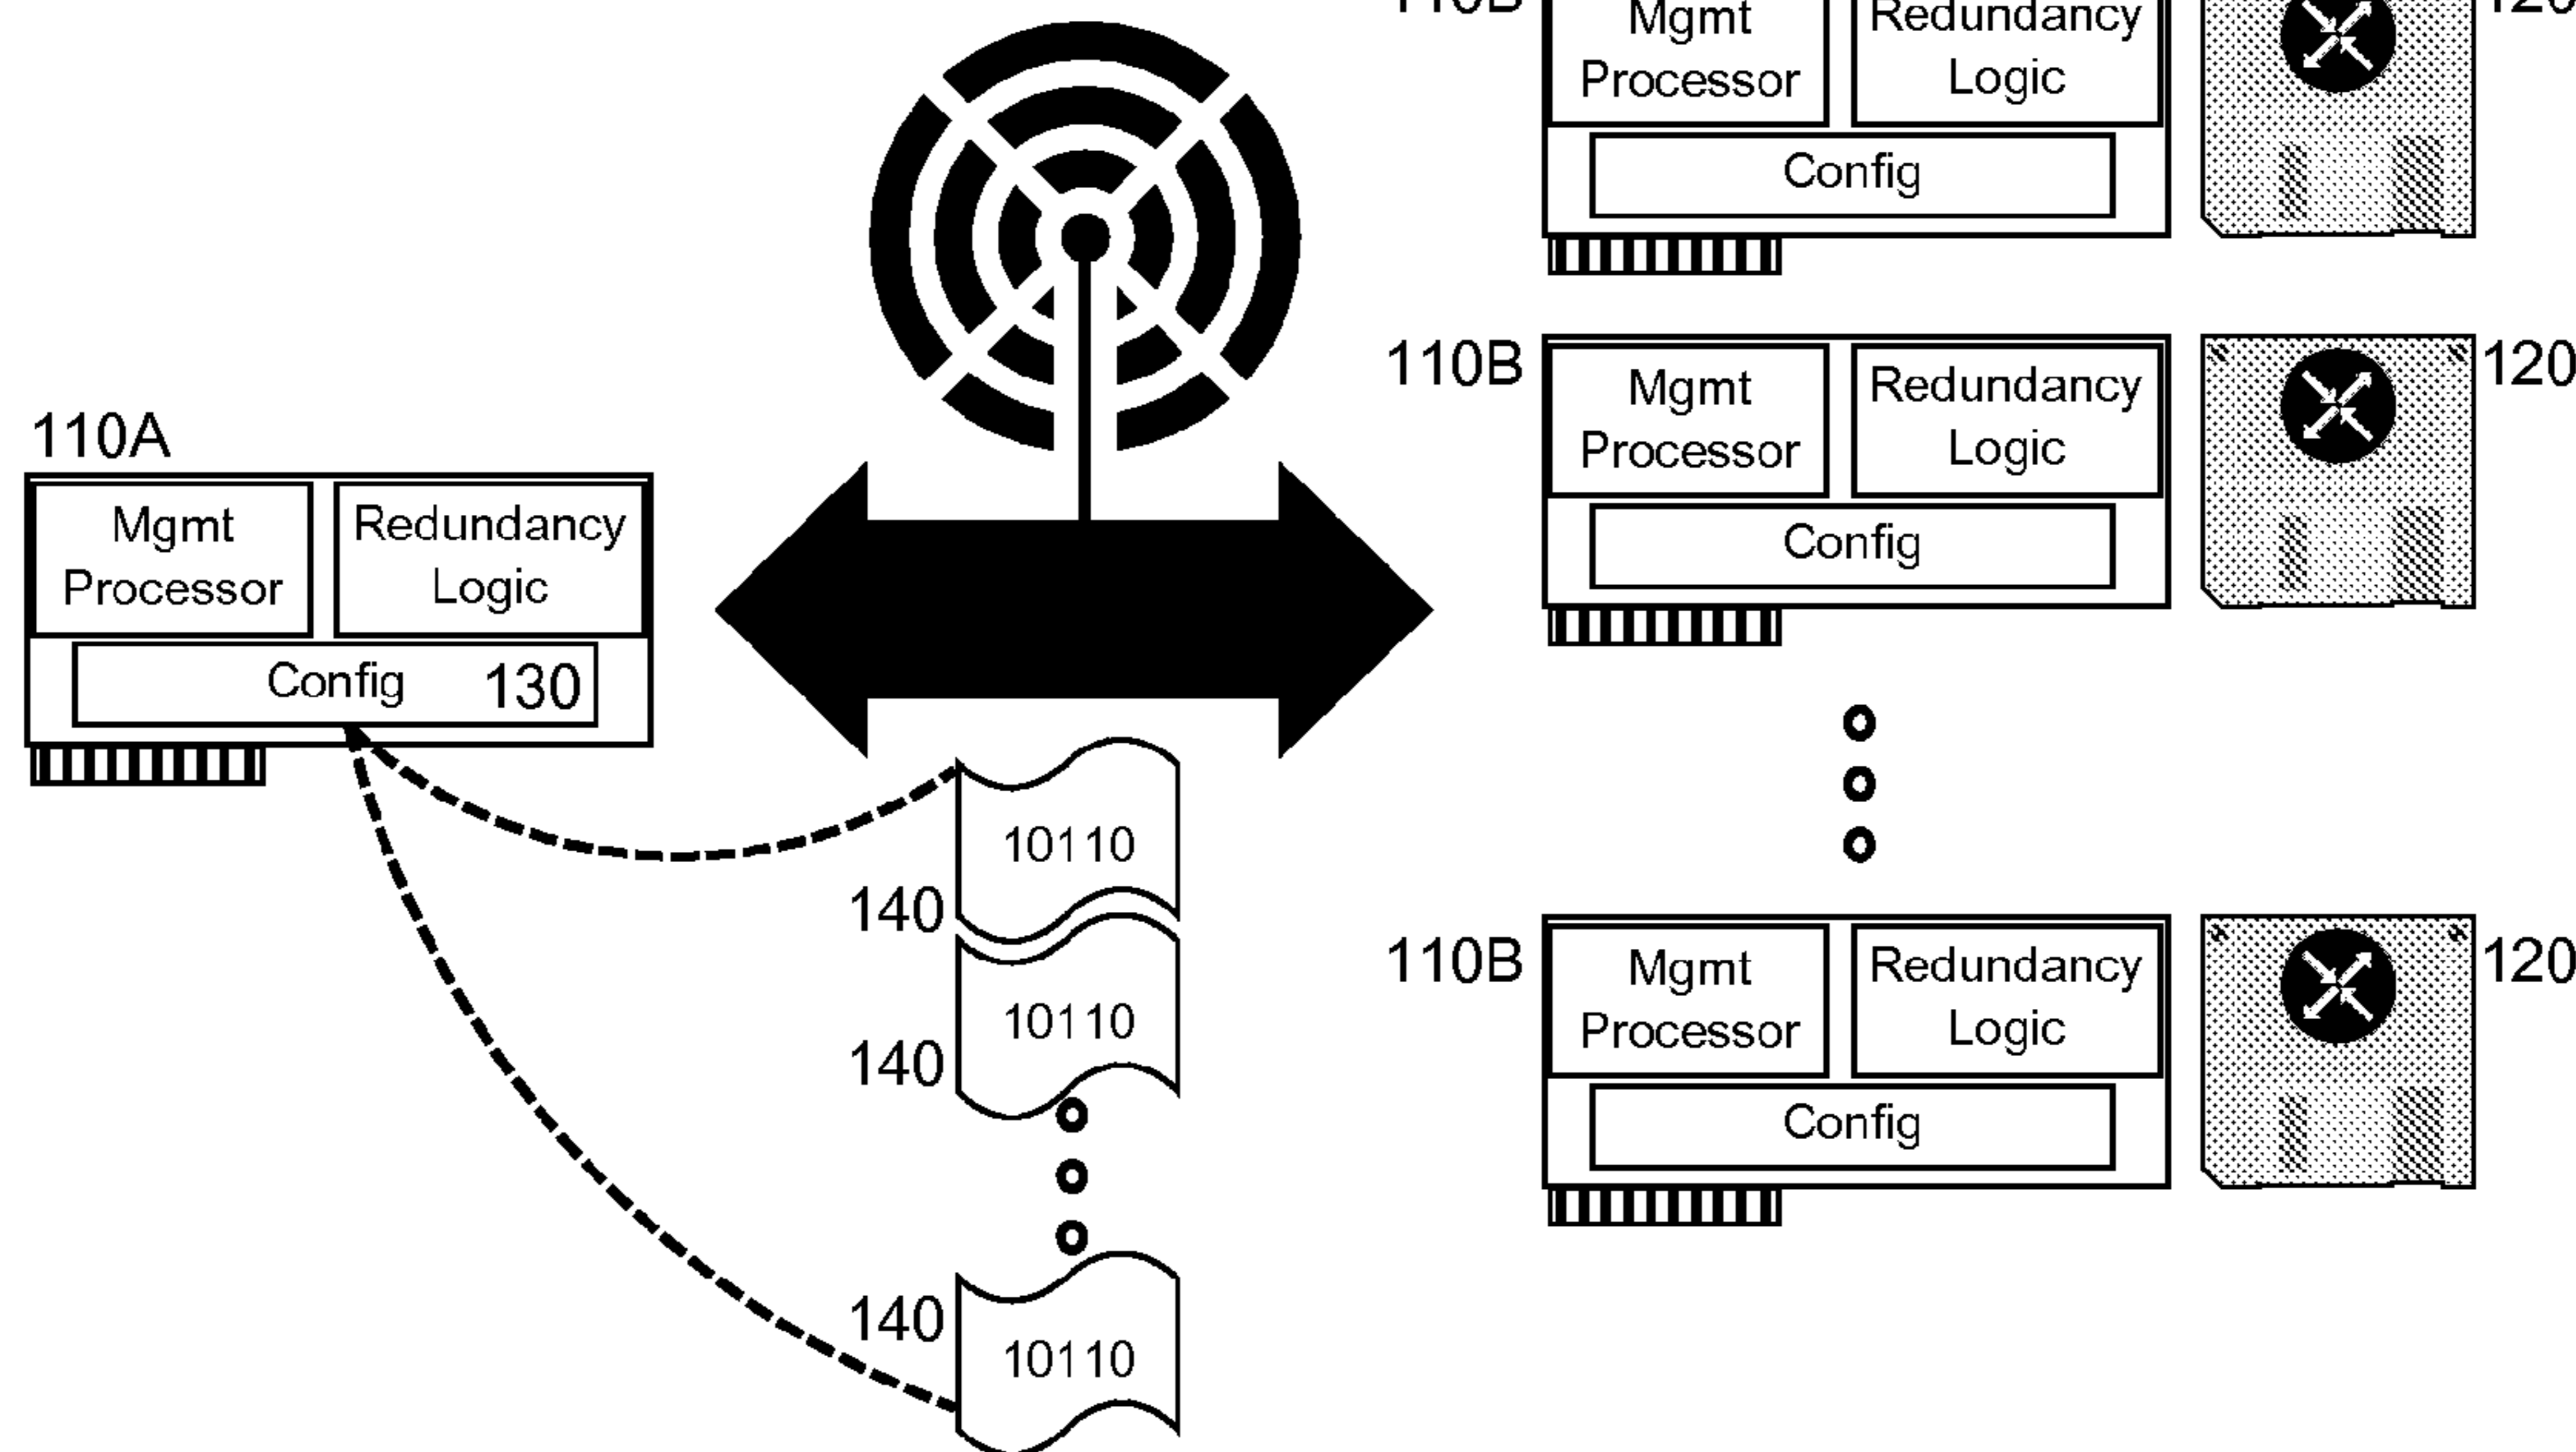 110B
Mgmt
Processor
Redundancy
Logic
120
Config
110B
Mgmt
Processor
Redundancy
Logic
120
Config
110A
Mgmt
Processor
Redundancy
Logic
Config 130
10110
140
10110
140
140
10110
110B
Mgmt
Processor
Redundancy
Logic
120
Config